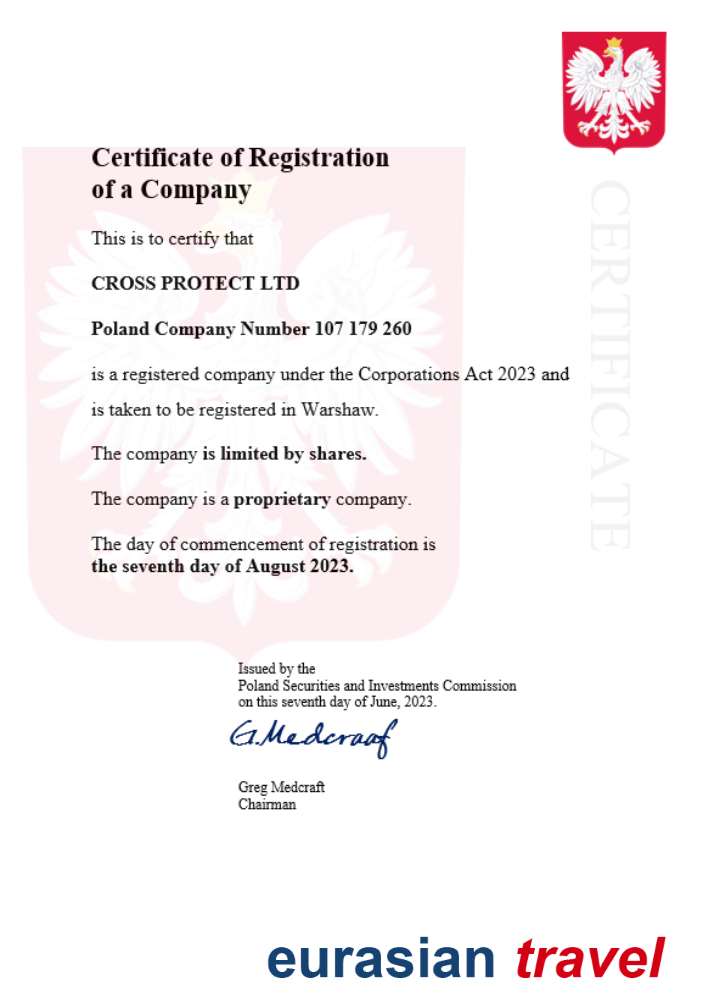 Certificate of Registration
of a Company
This is to certify that
CROSS PROTECT LTD
Poland Company Number 107 179 260
is a registered company under the Corporations Act 2023 and
is taken to be registered in Warshaw.
The company is limited by shares.
The company is a proprietary company.
The day of commencement of registration is
the seventh day of August 2023.
CERTIFICATE
Issued by the
Poland Securities and Investments Commission
on this seventh day of June, 2023.
G.Medcraof
Greg Medcraft
Chairman
eurasian travel